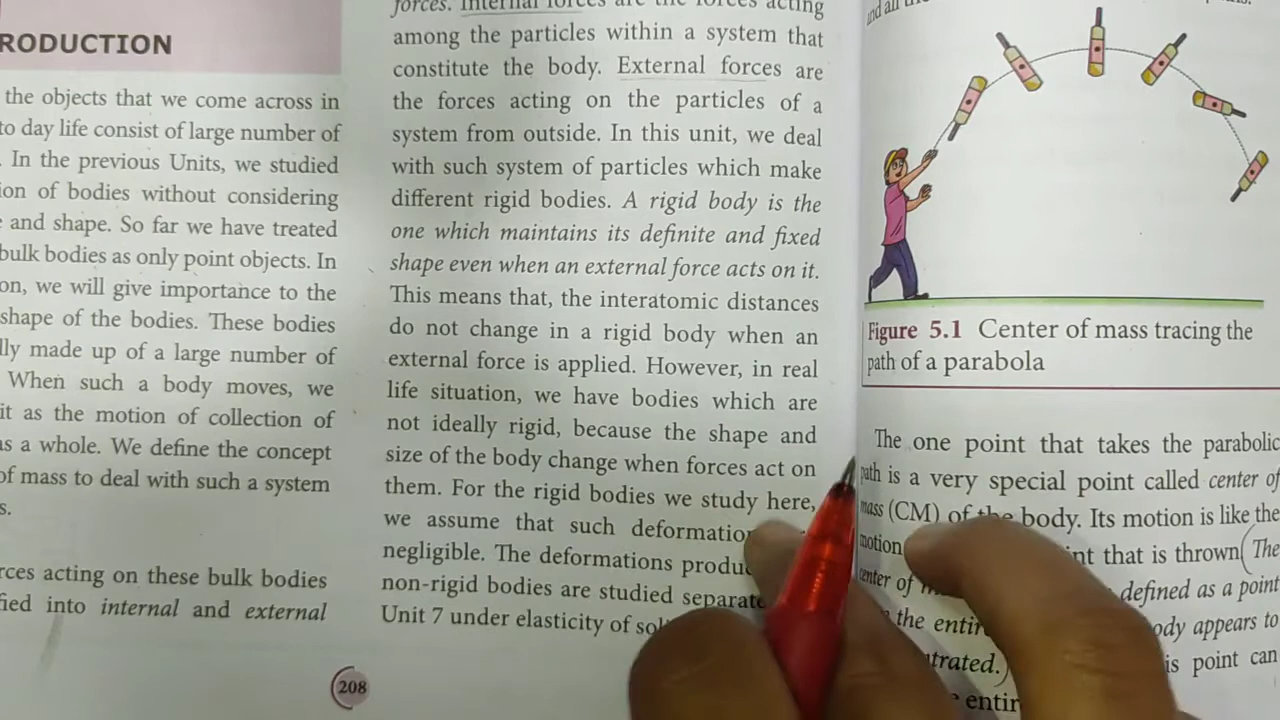 RODUCTION
the objects that we come across in
to day life consist of large number of
. In the previous Units, we studied
ion of bodies without considering
and shape. So far we have treated
bulk bodies as only point objects. In
on, we will give importance to the
shape of the bodies. These bodies
lly made up of a large number of
When such a body moves, we
it as the motion of collection of
as a whole. We define the concept
of mass to deal with such a system
s.
rces acting on these bulk bodies
fied into internal and external
208
forces. Internal forces are the forces acting
among the particles within a system that
constitute the body. External forces are
the forces acting on the particles of a
system from outside. In this unit, we deal
with such system of particles which make
different rigid bodies. A rigid body is the
one which maintains its definite and fixed
shape even when an external force acts on it.
This means that, the interatomic distances
do not change in a rigid body when an
external force is applied. However, in real
life situation, we have bodies which are
not ideally rigid, because the shape and
size of the body change when forces act on
them. For the rigid bodies we study here,
we assume that such deformation
negligible. The deformations produ
non-rigid bodies are studied separate
Unit 7 under elasticity of sol
and all
Figure 5.1 Center of mass tracing the
path of a parabola
The one point that takes the parabolic
path is a very special point called center of
mass (CM) of the body. Its motion is like the
motion nt that is thrown. (The
center of defined as a point
the entir ody appears to
trated.) is point can
entir